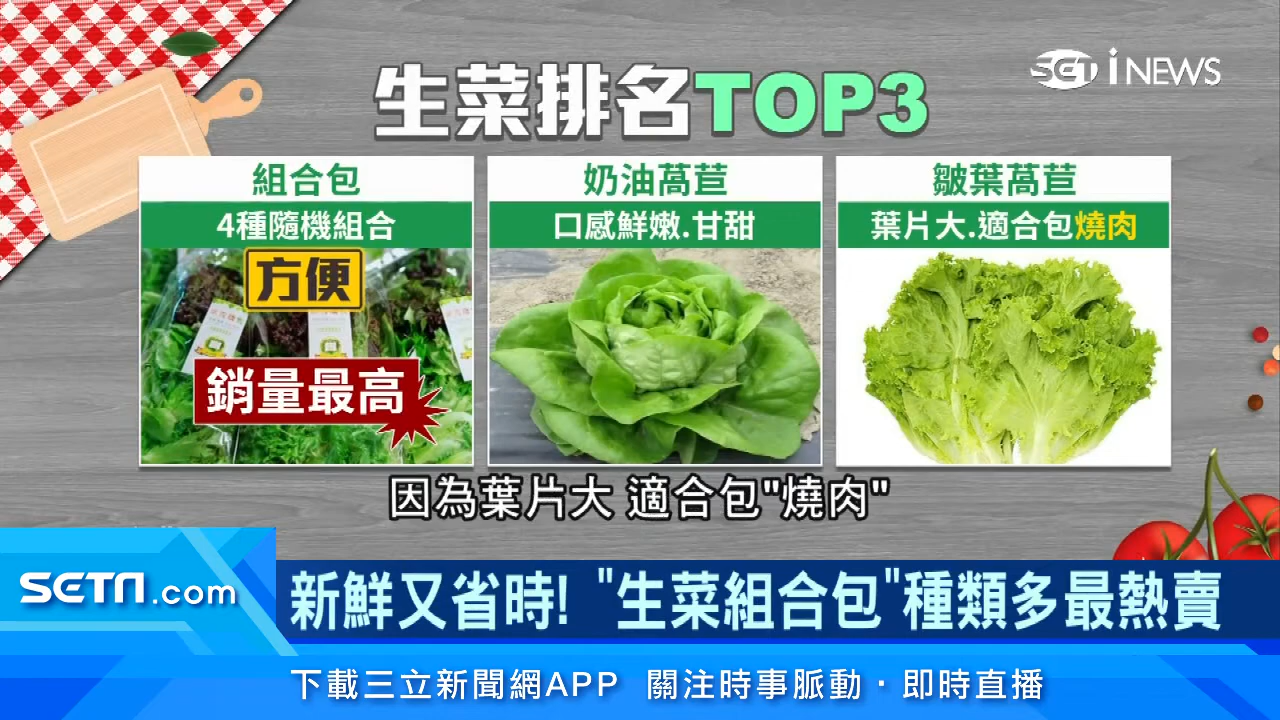 SET iNEWS
生菜排名TOP3
組合包
4種隨機組合
方便
銷量最高
奶油萵苣
口感鮮嫩.甘甜
皺葉萵苣
葉片大.適合包燒肉
因為葉片大 適合包"燒肉"
SETN.com
新鮮又省時! "生菜組合包"種類多最熱賣
下載三立新聞網APP 關注時事脈動·即時直播